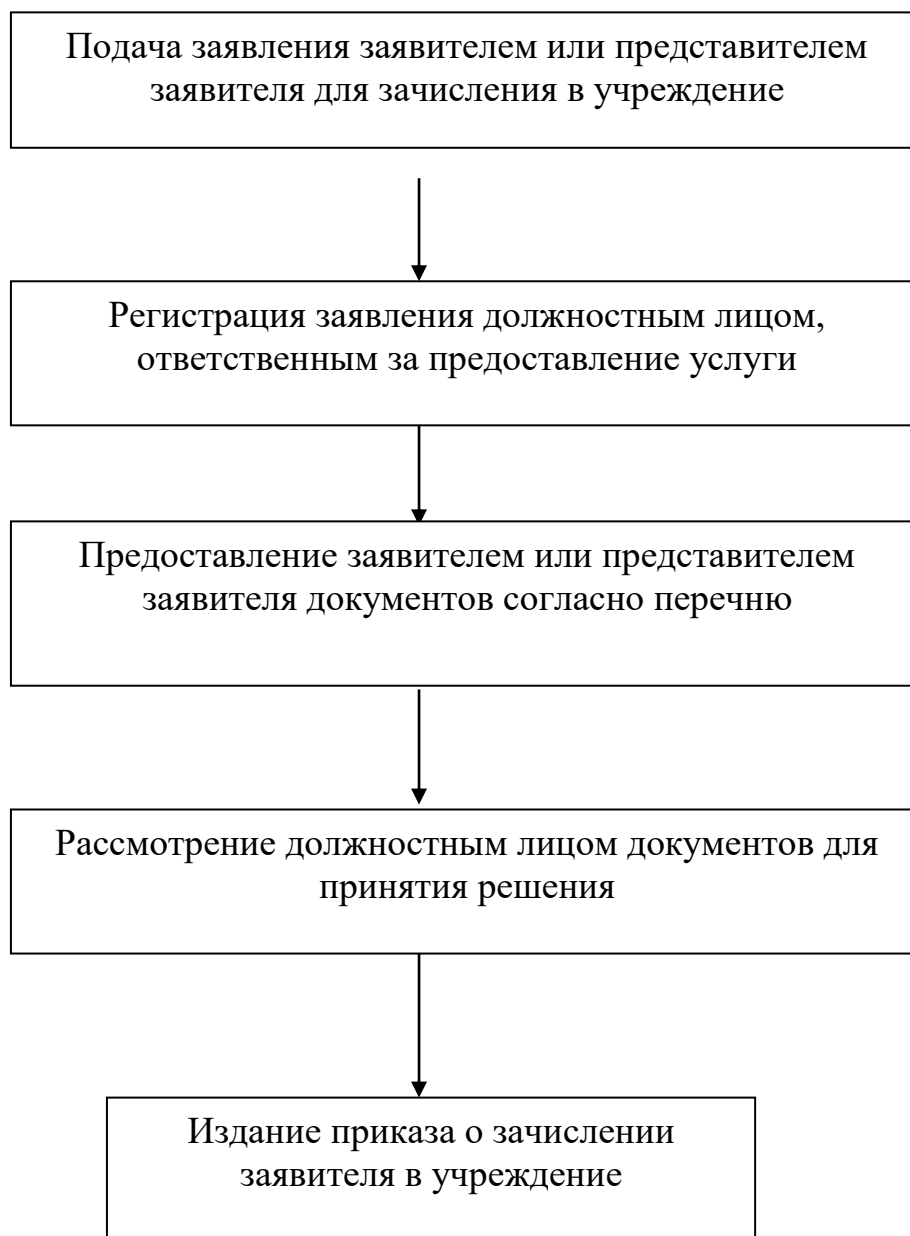 Подача заявления заявителем или представителем
заявителя для зачисления в учреждение
Регистрация заявления должностным лицом,
ответственным за предоставление услуги
Предоставление заявителем или представителем
заявителя документов согласно перечню
Рассмотрение должностным лицом документов для
принятия решения
Издание приказа о зачислении
заявителя в учреждение